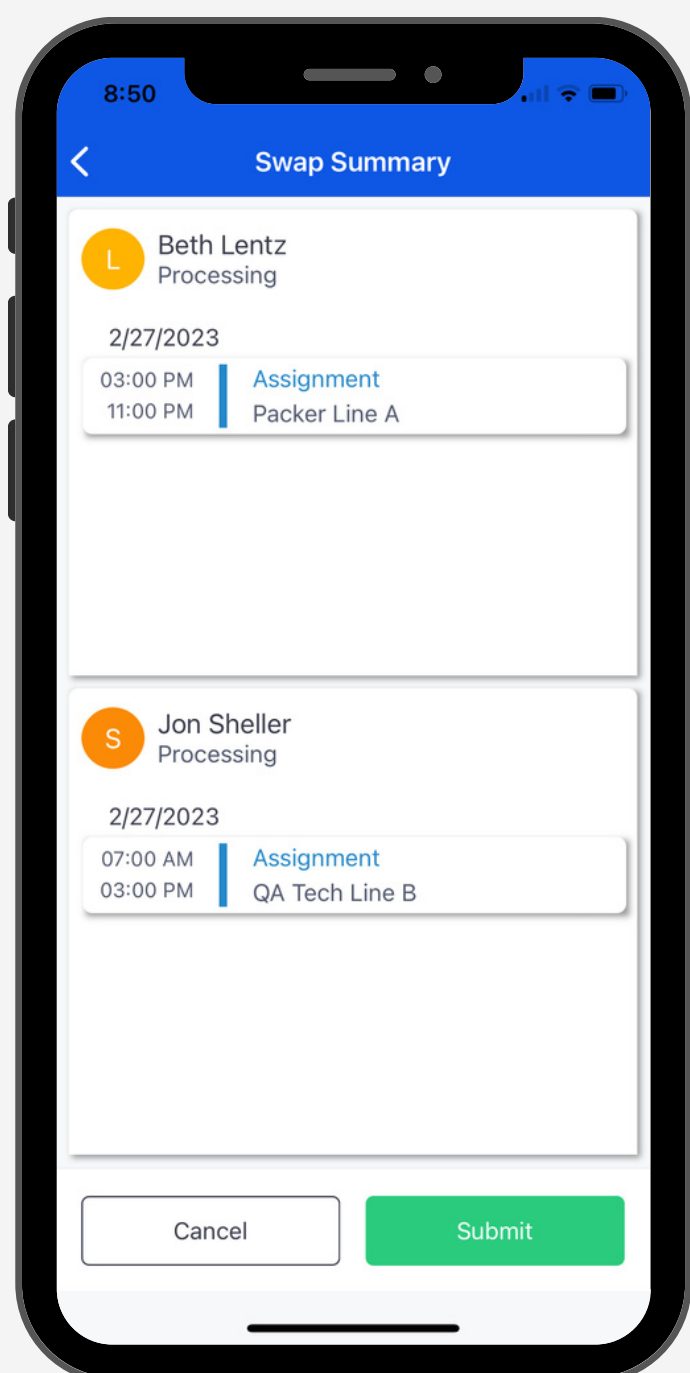 8:50
Swap Summary
L
Beth Lentz
Processing
2/27/2023
03:00 PM
Assignment
11:00 PM
Packer Line A
S
Jon Sheller
Processing
2/27/2023
07:00 AM
Assignment
03:00 PM
QA Tech Line B
Cancel
Submit